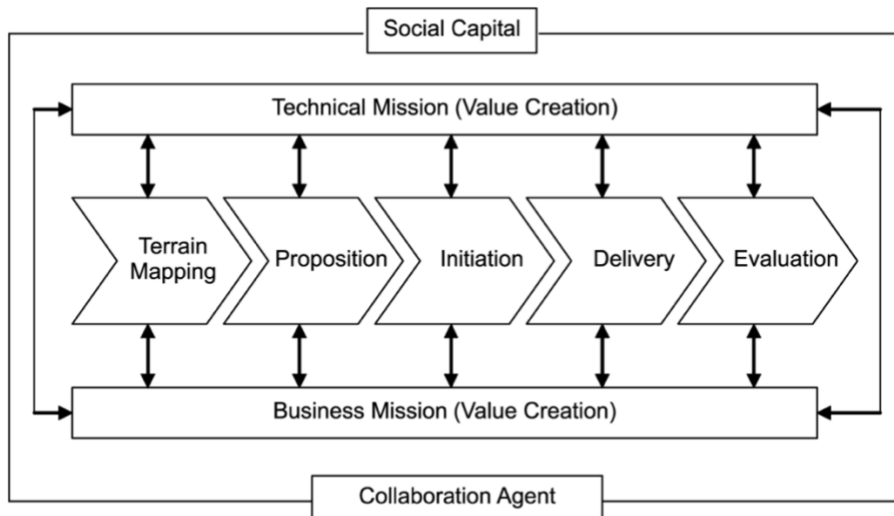 Social Capital
Technical Mission (Value Creation)
Terrain
Mapping
Proposition
Initiation
Delivery
Evaluation
Business Mission (Value Creation)
Collaboration Agent